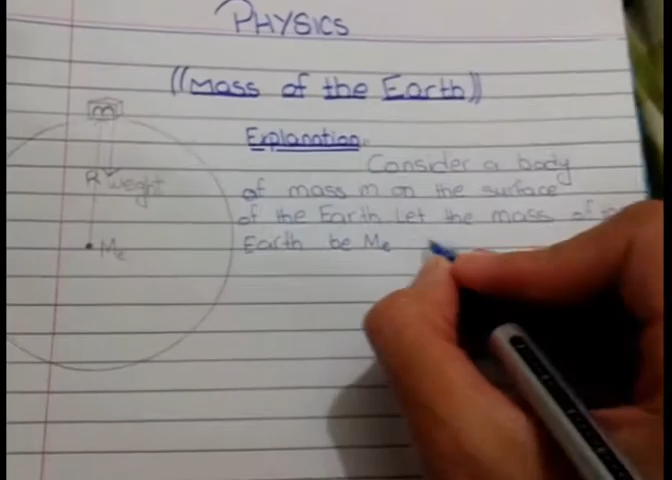 PHYSICS
((Mass of the Earth))
m
Explanation.
Consider a body
R weight
of mass m on the surface
of the Earth Let the mass of
Me
Earth be Me